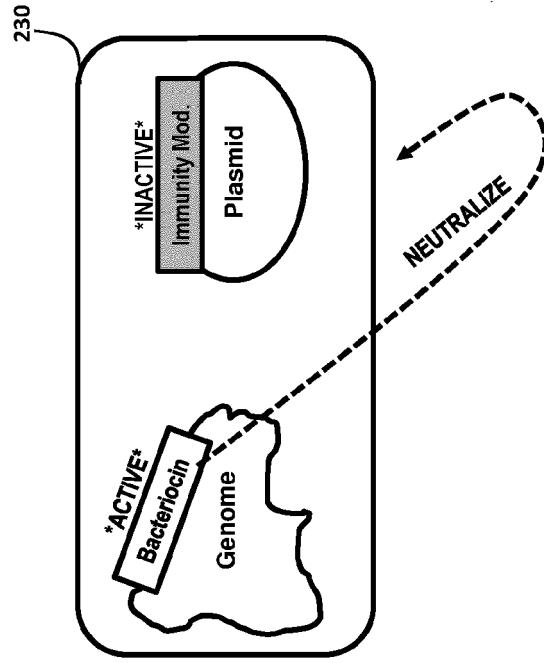 230
*ACTIVE*
Bacteriocin
Genome
*INACTIVE*
Immunity Mod.
Plasmid
NEUTRALIZE